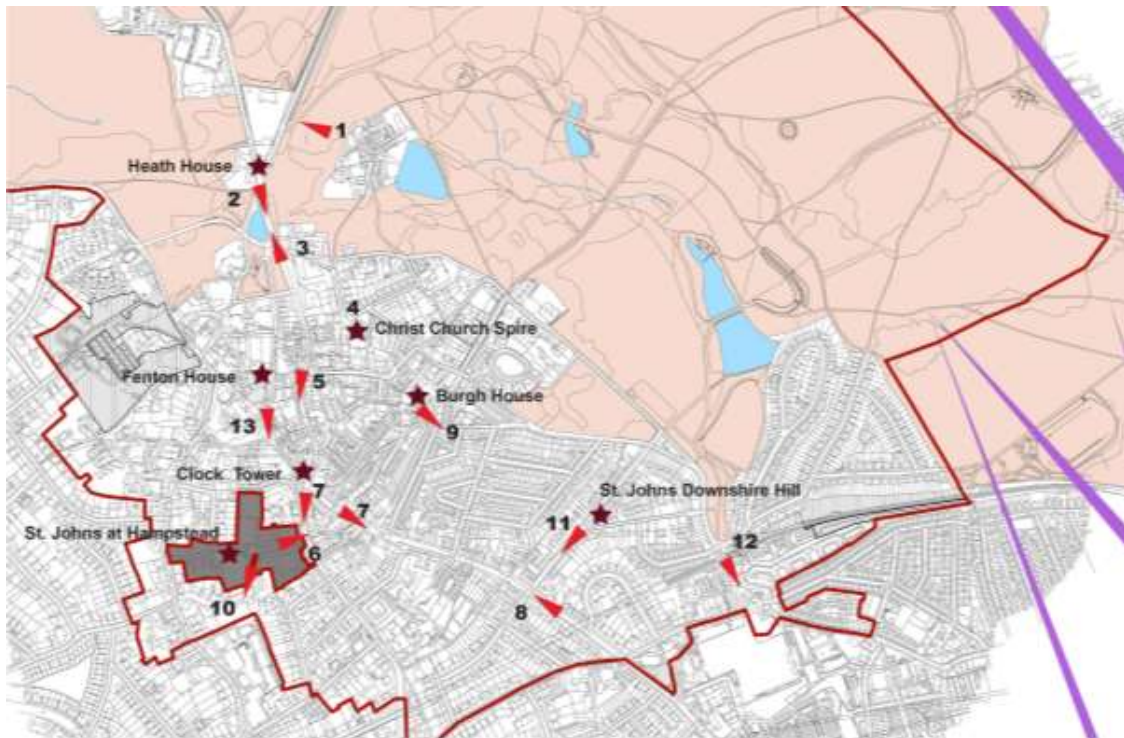 1
Heath House
2
3
4
Christ Church Spire
Fenton House
5
Burgh House
13
9
Clock Tower
7
St. Johns Downshire Hill
7
11
St. Johns at Hampstead
6
12
10
8